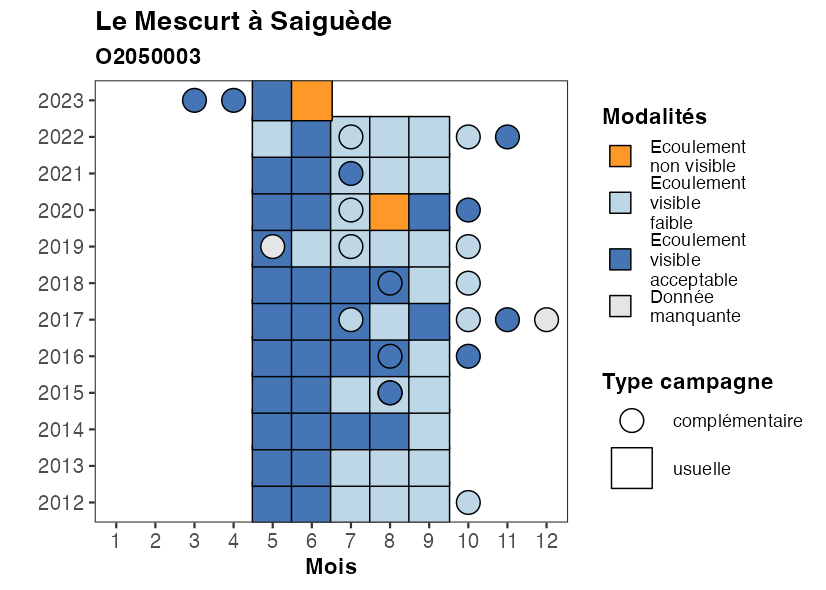 Le Mescurt à Saiguède
O2050003
2023
2022
2021
2020
2019
2018
2017
2016
2015
2014
2013
2012
1 2 3 4 5 6 7 8 9 10 11 12
Mois
Modalités
Ecoulement
non visible
Ecoulement
visible
faible
Ecoulement
visible
acceptable
Donnée
manquante
Type campagne
complémentaire
usuelle